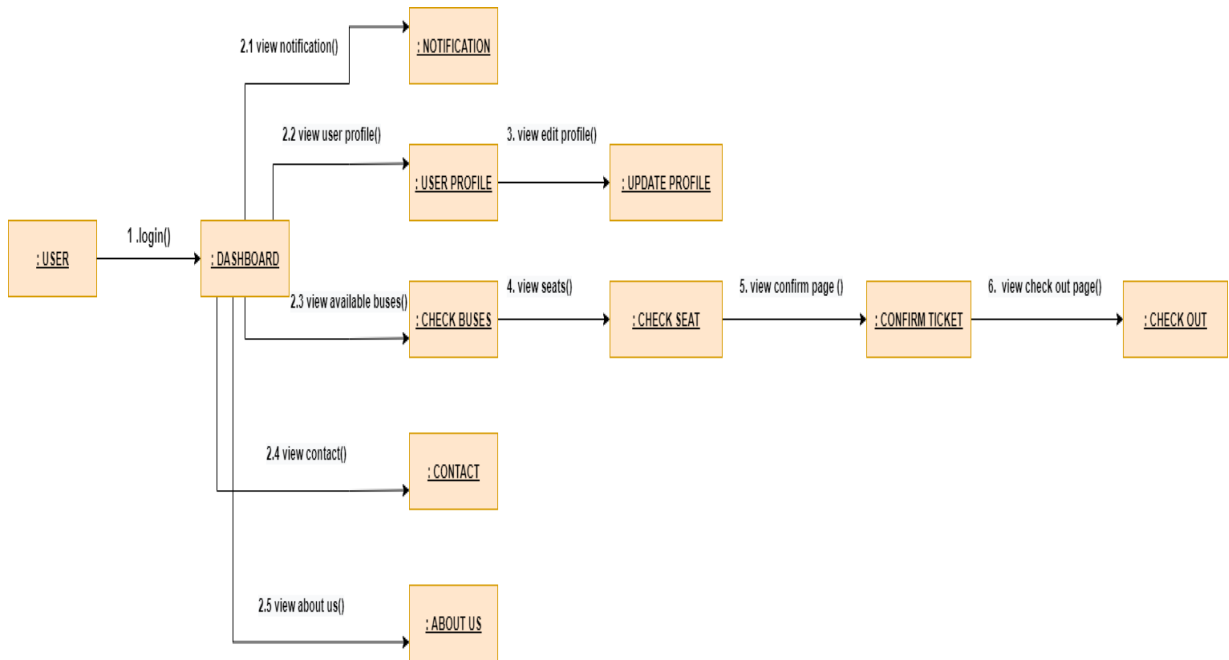 2.1 view notification()
: NOTIFICATION
2.2 view user profile()
3. view edit profile()
: USER PROFILE
: UPDATE PROFILE
1 .login()
: USER
: DASHBOARD
2.3 view available buses()
4. view seats()
5. view confirm page ()
6. view check out page()
: CHECK BUSES
: CHECK SEAT
: CONFIRM TICKET
: CHECK OUT
2.4 view contact()
: CONTACT
2.5 view about us()
: ABOUT US